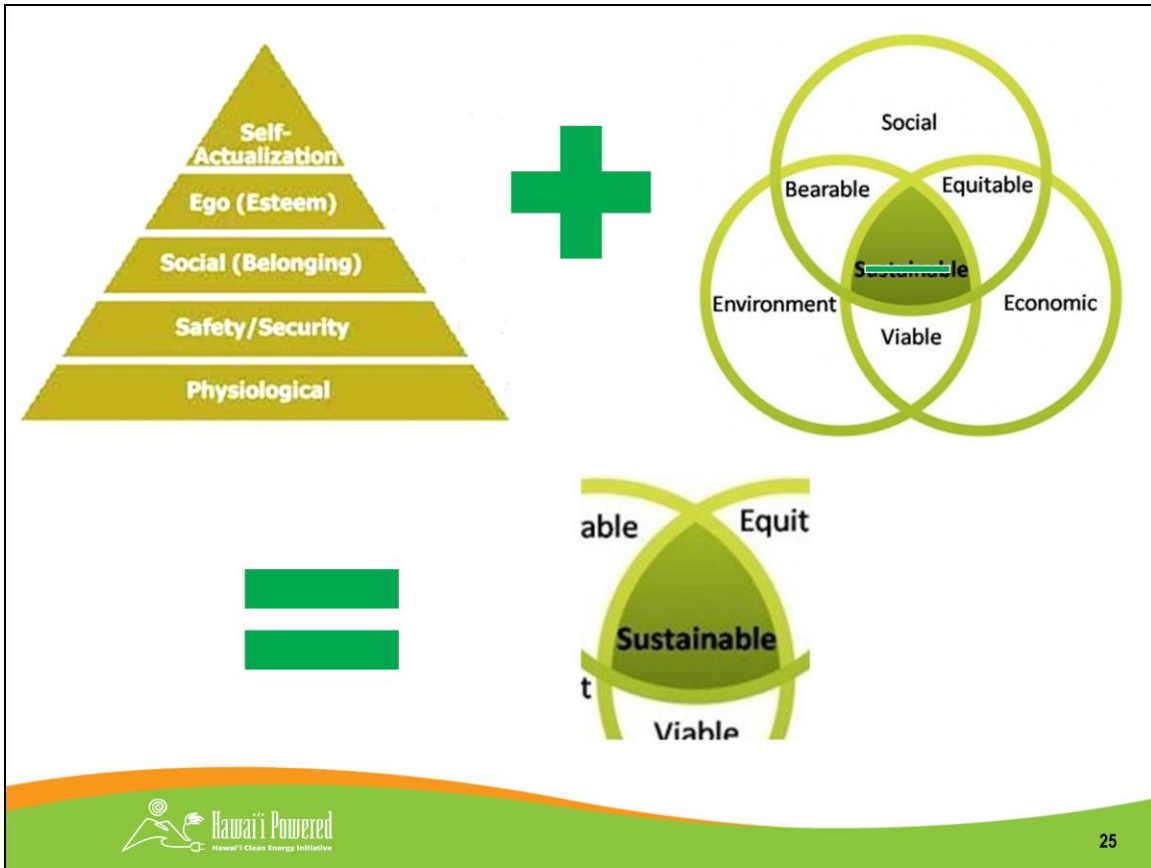 Self-
Actualization
Ego (Esteem)
Social (Belonging)
Safety/Security
Physiological
Social
Bearable
Equitable
Sustainable
Environment
Economic
Viable
able
Equit
Sustainable
t
Viable
Hawai‘i Powered
Hawai‘i Clean Energy Initiative
25